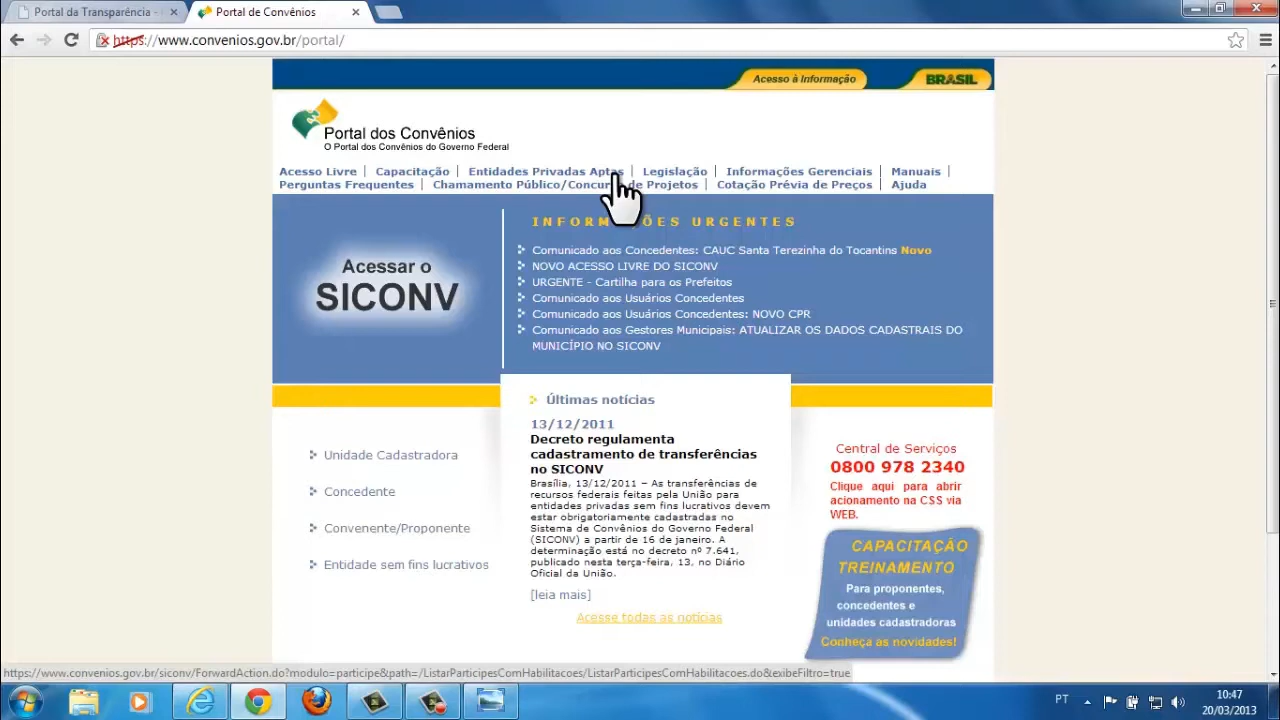 Portal da Transparência -
Portal de Convênios
https://www.convenios.gov.br/portal/
Acesso à Informação
BRASIL
Portal dos Convênios
O Portal dos Convênios do Governo Federal
Acesso Livre | Capacitação | Entidades Privadas Aptas | Legislação | Informações Gerenciais | Manuais |
Perguntas Frequentes | Chamamento Público/Concurso de Projetos | Cotação Prévia de Preços | Ajuda
Acessar o
SICONV
INFORMAÇÕES URGENTES
Comunicado aos Concedentes: CAUC Santa Terezinha do Tocantins Novo
NOVO ACESSO LIVRE DO SICONV
URGENTE - Cartilha para os Prefeitos
Comunicado aos Usuários Concedentes
Comunicado aos Usuários Concedentes: NOVO CPR
Comunicado aos Gestores Municipais: ATUALIZAR OS DADOS CADASTRAIS DO
MUNICÍPIO NO SICONV
Unidade Cadastradora
Concedente
Convenente/Proponente
Entidade sem fins lucrativos
Últimas notícias
13/12/2011
Decreto regulamenta
cadastramento de transferências
no SICONV
Brasília, 13/12/2011 – As transferências de
recursos federais feitas pela União para
entidades privadas sem fins lucrativos devem
estar obrigatoriamente cadastradas no
Sistema de Convênios do Governo Federal
(SICONV) a partir de 16 de janeiro. A
determinação está no decreto nº 7.641,
publicado nesta terça-feira, 13, no Diário
Oficial da União.
[leia mais]
Acesse todas as notícias
Central de Serviços
0800 978 2340
Clique aqui para abrir
acionamento na CSS via
WEB.
CAPACITAÇÃO
TREINAMENTO
Para proponentes,
concedentes e
unidades cadastradoras
Conheça as novidades!
https://www.convenios.gov.br/siconv/ForwardAction.do?modulo=participe&path=/ListarParticipesComHabilitacoes/ListarParticipesComHabilitacoes.do&exibeFiltro=true
PT
10:47
20/03/2013